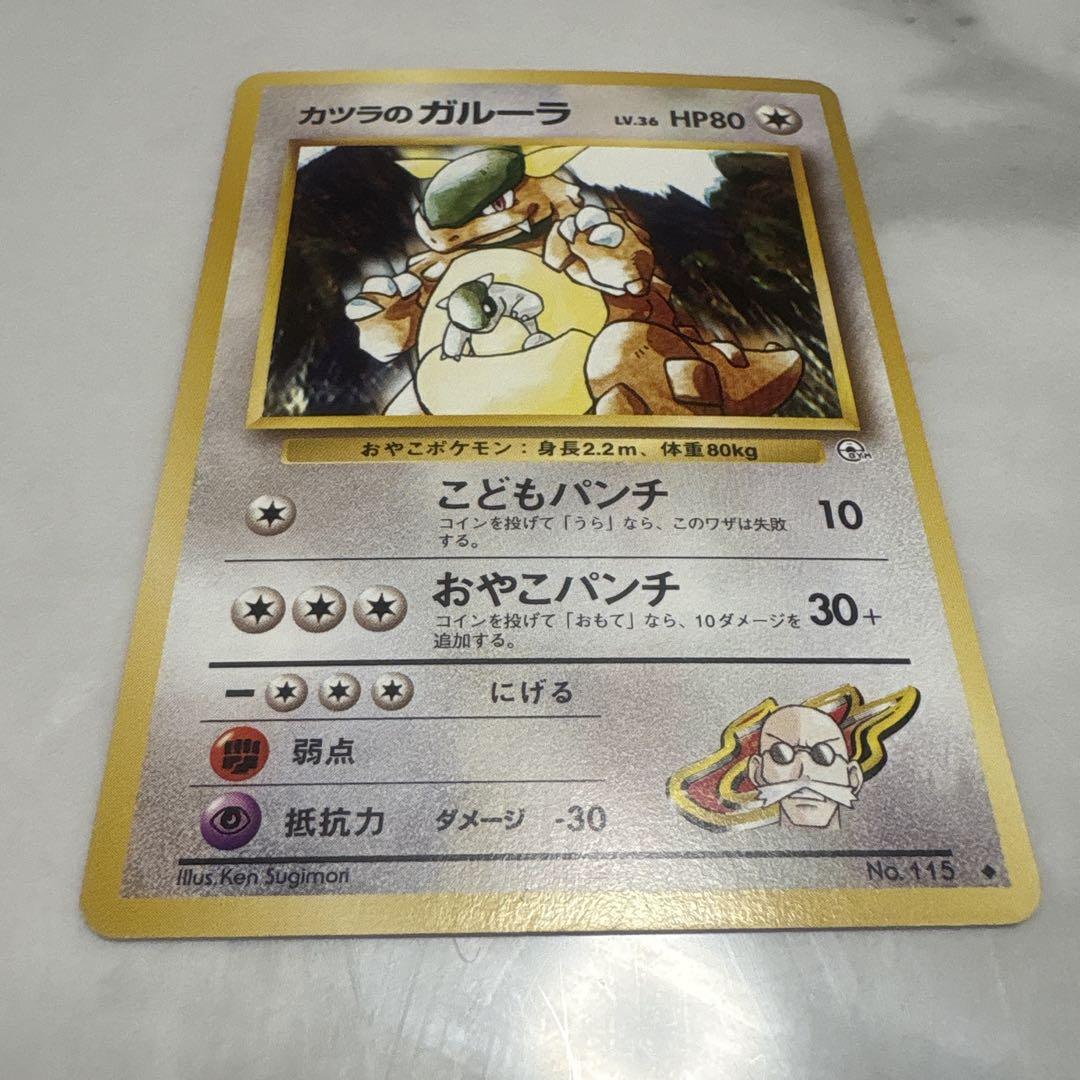 カツラの ガルーラ LV.36 HP80
おやこポケモン：身長2.2m、体重80kg
GYM
こどもパンチ 10
コインを投げて「うら」なら、このワザは失敗
する。
おやこパンチ 30+
コインを投げて「おもて」なら、10ダメージを
追加する。
ー にげる
弱点
抵抗力 ダメージ -30
Illus. Ken Sugimori No. 115